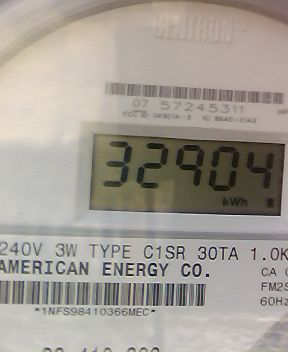 CENTRON®
07 57245311
32904
kWh
240V 3W TYPE C1SR 30TA 1.0K
AMERICAN ENERGY CO.
CA
FM2S
60Hz
*1NFS98410366MEC*